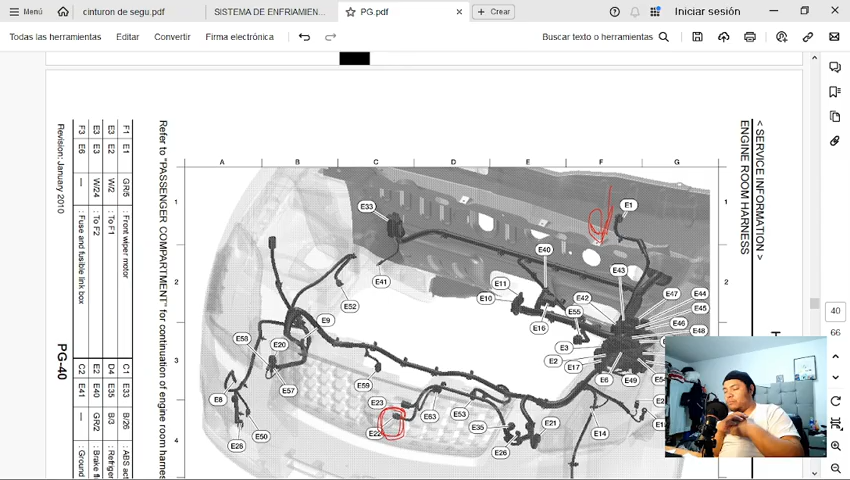 Menú
cinturon de segu.pdf
SISTEMA DE ENFRIAMIEN...
PG.pdf
Crear
Iniciar sesión
Todas las herramientas
Editar
Convertir
Firma electrónica
Buscar texto o herramientas
< SERVICE INFORMATION >
ENGINE ROOM HARNESS
Refer to "PASSENGER COMPARTMENT" for continuation of engine room harness
A B C D E F G
1
2
3
4
1
2
E33
E1
E41
E40
E43
E47
E44
E45
E46
E48
E42
E11
E10
E16
E55
E52
E9
E20
E58
E57
E3
E2
E17
E6
E49
E59
E8
E23
E63
E53
E35
E21
E26
E14
E50
E28
F1 E1 GR/5 : Front wiper motor
E3 E2 W/2 : To F1
E3 E3 W/24 : To F2
F3 E6 — : Fuse and fusible link box
C1 E33 B/26 : ABS act
D4 E35 B/3 : Refriger
E2 E40 GR/2 : Brake fl
C2 E41 — : Ground
Revision: January 2010
PG-40
40
66